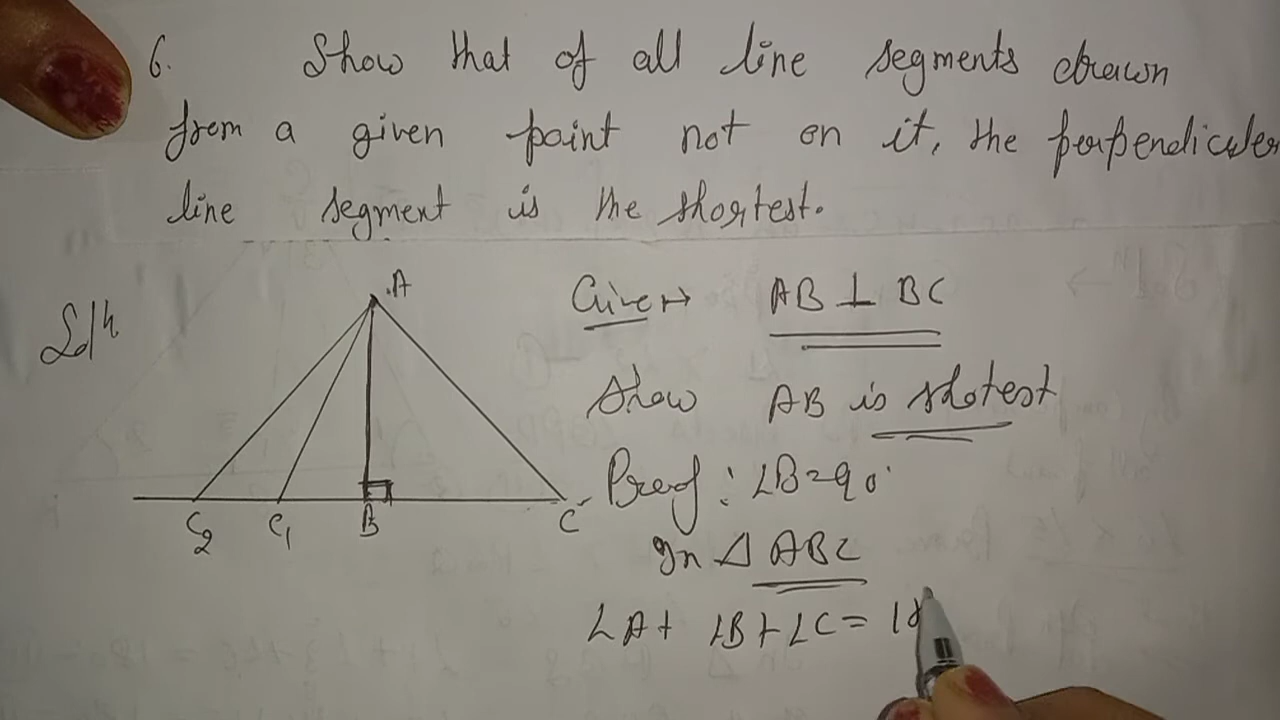 6. Show that of all line segments drawn
from a given point not on it, the perpendicular
line segment is the shortest.
Solⁿ
A
C2 C1 B C
Given → AB ⊥ BC
Show AB is shotest
Proof : ∠B = 90°
In △ ABC
∠A + ∠B + ∠C = 18